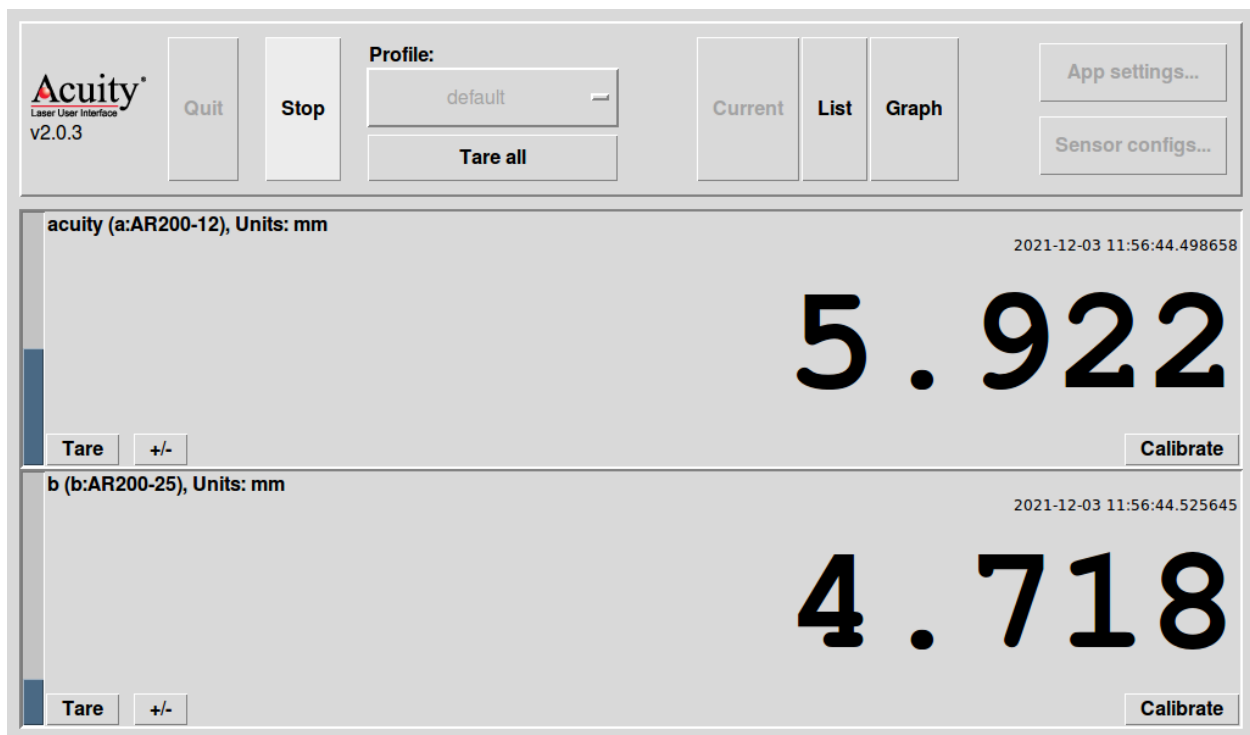 Acuity®
Laser User Interface
v2.0.3
Quit
Stop
Profile:
default
Tare all
Current
List
Graph
App settings...
Sensor configs...
acuity (a:AR200-12), Units: mm
2021-12-03 11:56:44.498658
5.922
Tare
+/-
Calibrate
b (b:AR200-25), Units: mm
2021-12-03 11:56:44.525645
4.718
Tare
+/-
Calibrate